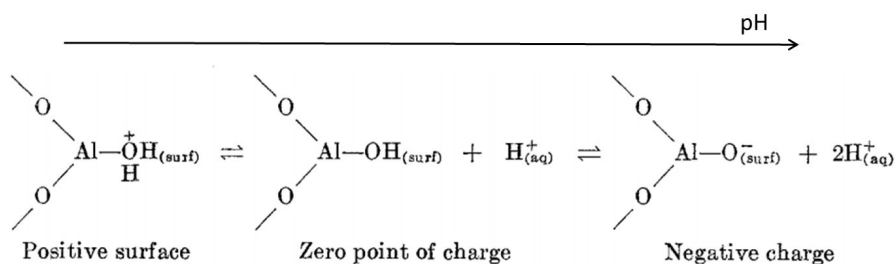 pH
O O O
Al—O⁺H(surf) ⇌ Al—OH(surf) + H⁺(aq) ⇌ Al—O⁻(surf) + 2H⁺(aq)
H
O O O
Positive surface Zero point of charge Negative charge